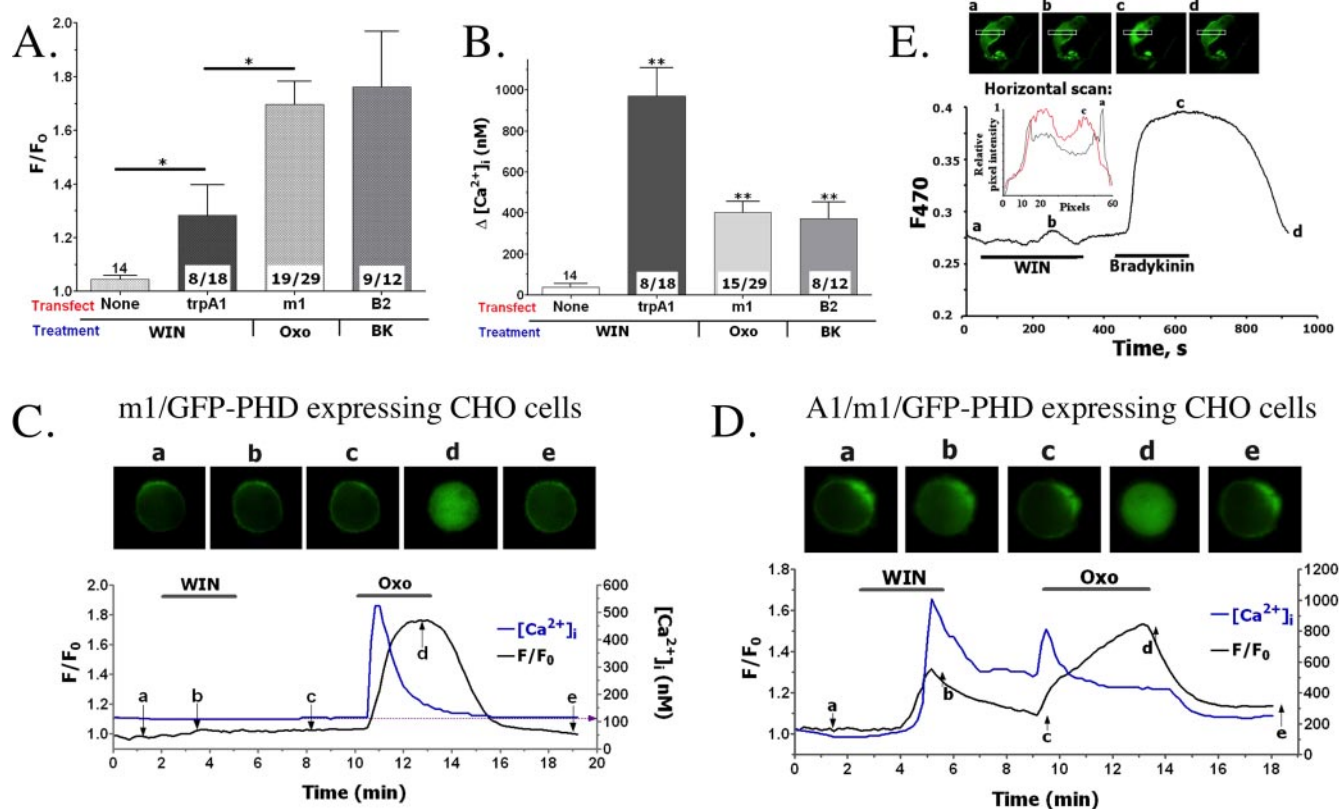 A.
F/F0
2.0
1.8
1.6
1.4
1.2
1.0
*
*
14
8/18
19/29
9/12
Transfect None trpA1 m1 B2
Treatment WIN Oxo BK
B.
Δ [Ca2+]i (nM)
1000
800
600
400
200
0
**
**
**
14
8/18
15/29
8/12
Transfect None trpA1 m1 B2
Treatment WIN Oxo BK
E.
a b c d
Horizontal scan:
Relative
pixel intensity
1
0
c
a
0 10 20 60
Pixels
F470
0.4
0.35
0.3
0.25
0.2
a
b
c
d
WIN
Bradykinin
0 200 400 600 800 1000
Time, s
m1/GFP-PHD expressing CHO cells
C.
a b c d e
WIN
Oxo
F/F0
2.0
1.8
1.6
1.4
1.2
1.0
[Ca2+]i
F/F0
a
b
c
d
e
600
500
400
300
200
100
0
[Ca2+]i (nM)
0 2 4 6 8 10 12 14 16 18 20
Time (min)
A1/m1/GFP-PHD expressing CHO cells
D.
a b c d e
WIN
Oxo
F/F0
1.8
1.6
1.4
1.2
1.0
[Ca2+]i
F/F0
a
b
c
d
e
1200
1000
800
600
400
200
0
0 2 4 6 8 10 12 14 16 18
Time (min)